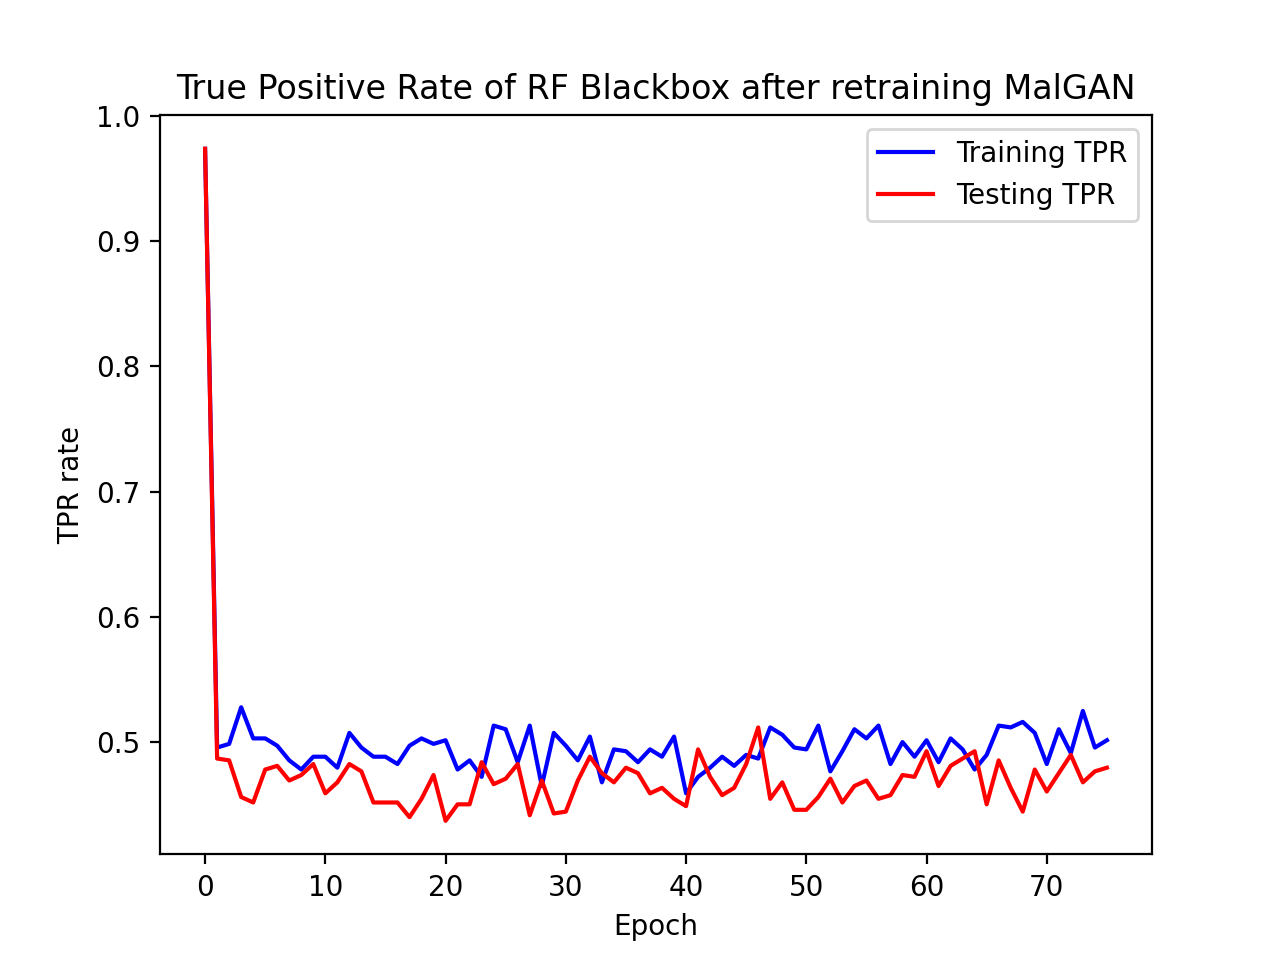 True Positive Rate of RF Blackbox after retraining MalGAN
1.0
0.9
0.8
0.7
0.6
0.5
TPR rate
Training TPR
Testing TPR
0 10 20 30 40 50 60 70
Epoch